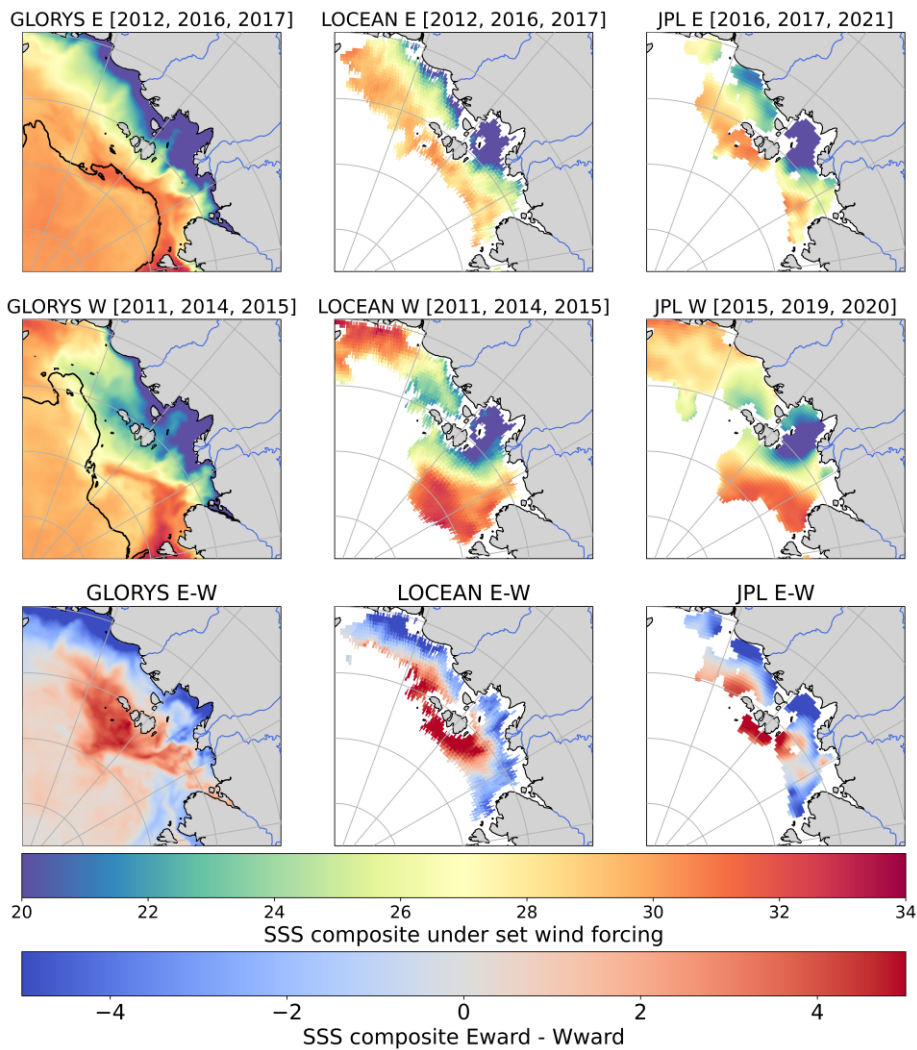 GLORYS E [2012, 2016, 2017] LOCEAN E [2012, 2016, 2017] JPL E [2016, 2017, 2021]
GLORYS W [2011, 2014, 2015] LOCEAN W [2011, 2014, 2015] JPL W [2015, 2019, 2020]
GLORYS E-W LOCEAN E-W JPL E-W
20 22 24 26 28 30 32 34
SSS composite under set wind forcing
−4 −2 0 2 4
SSS composite Eward - Wward